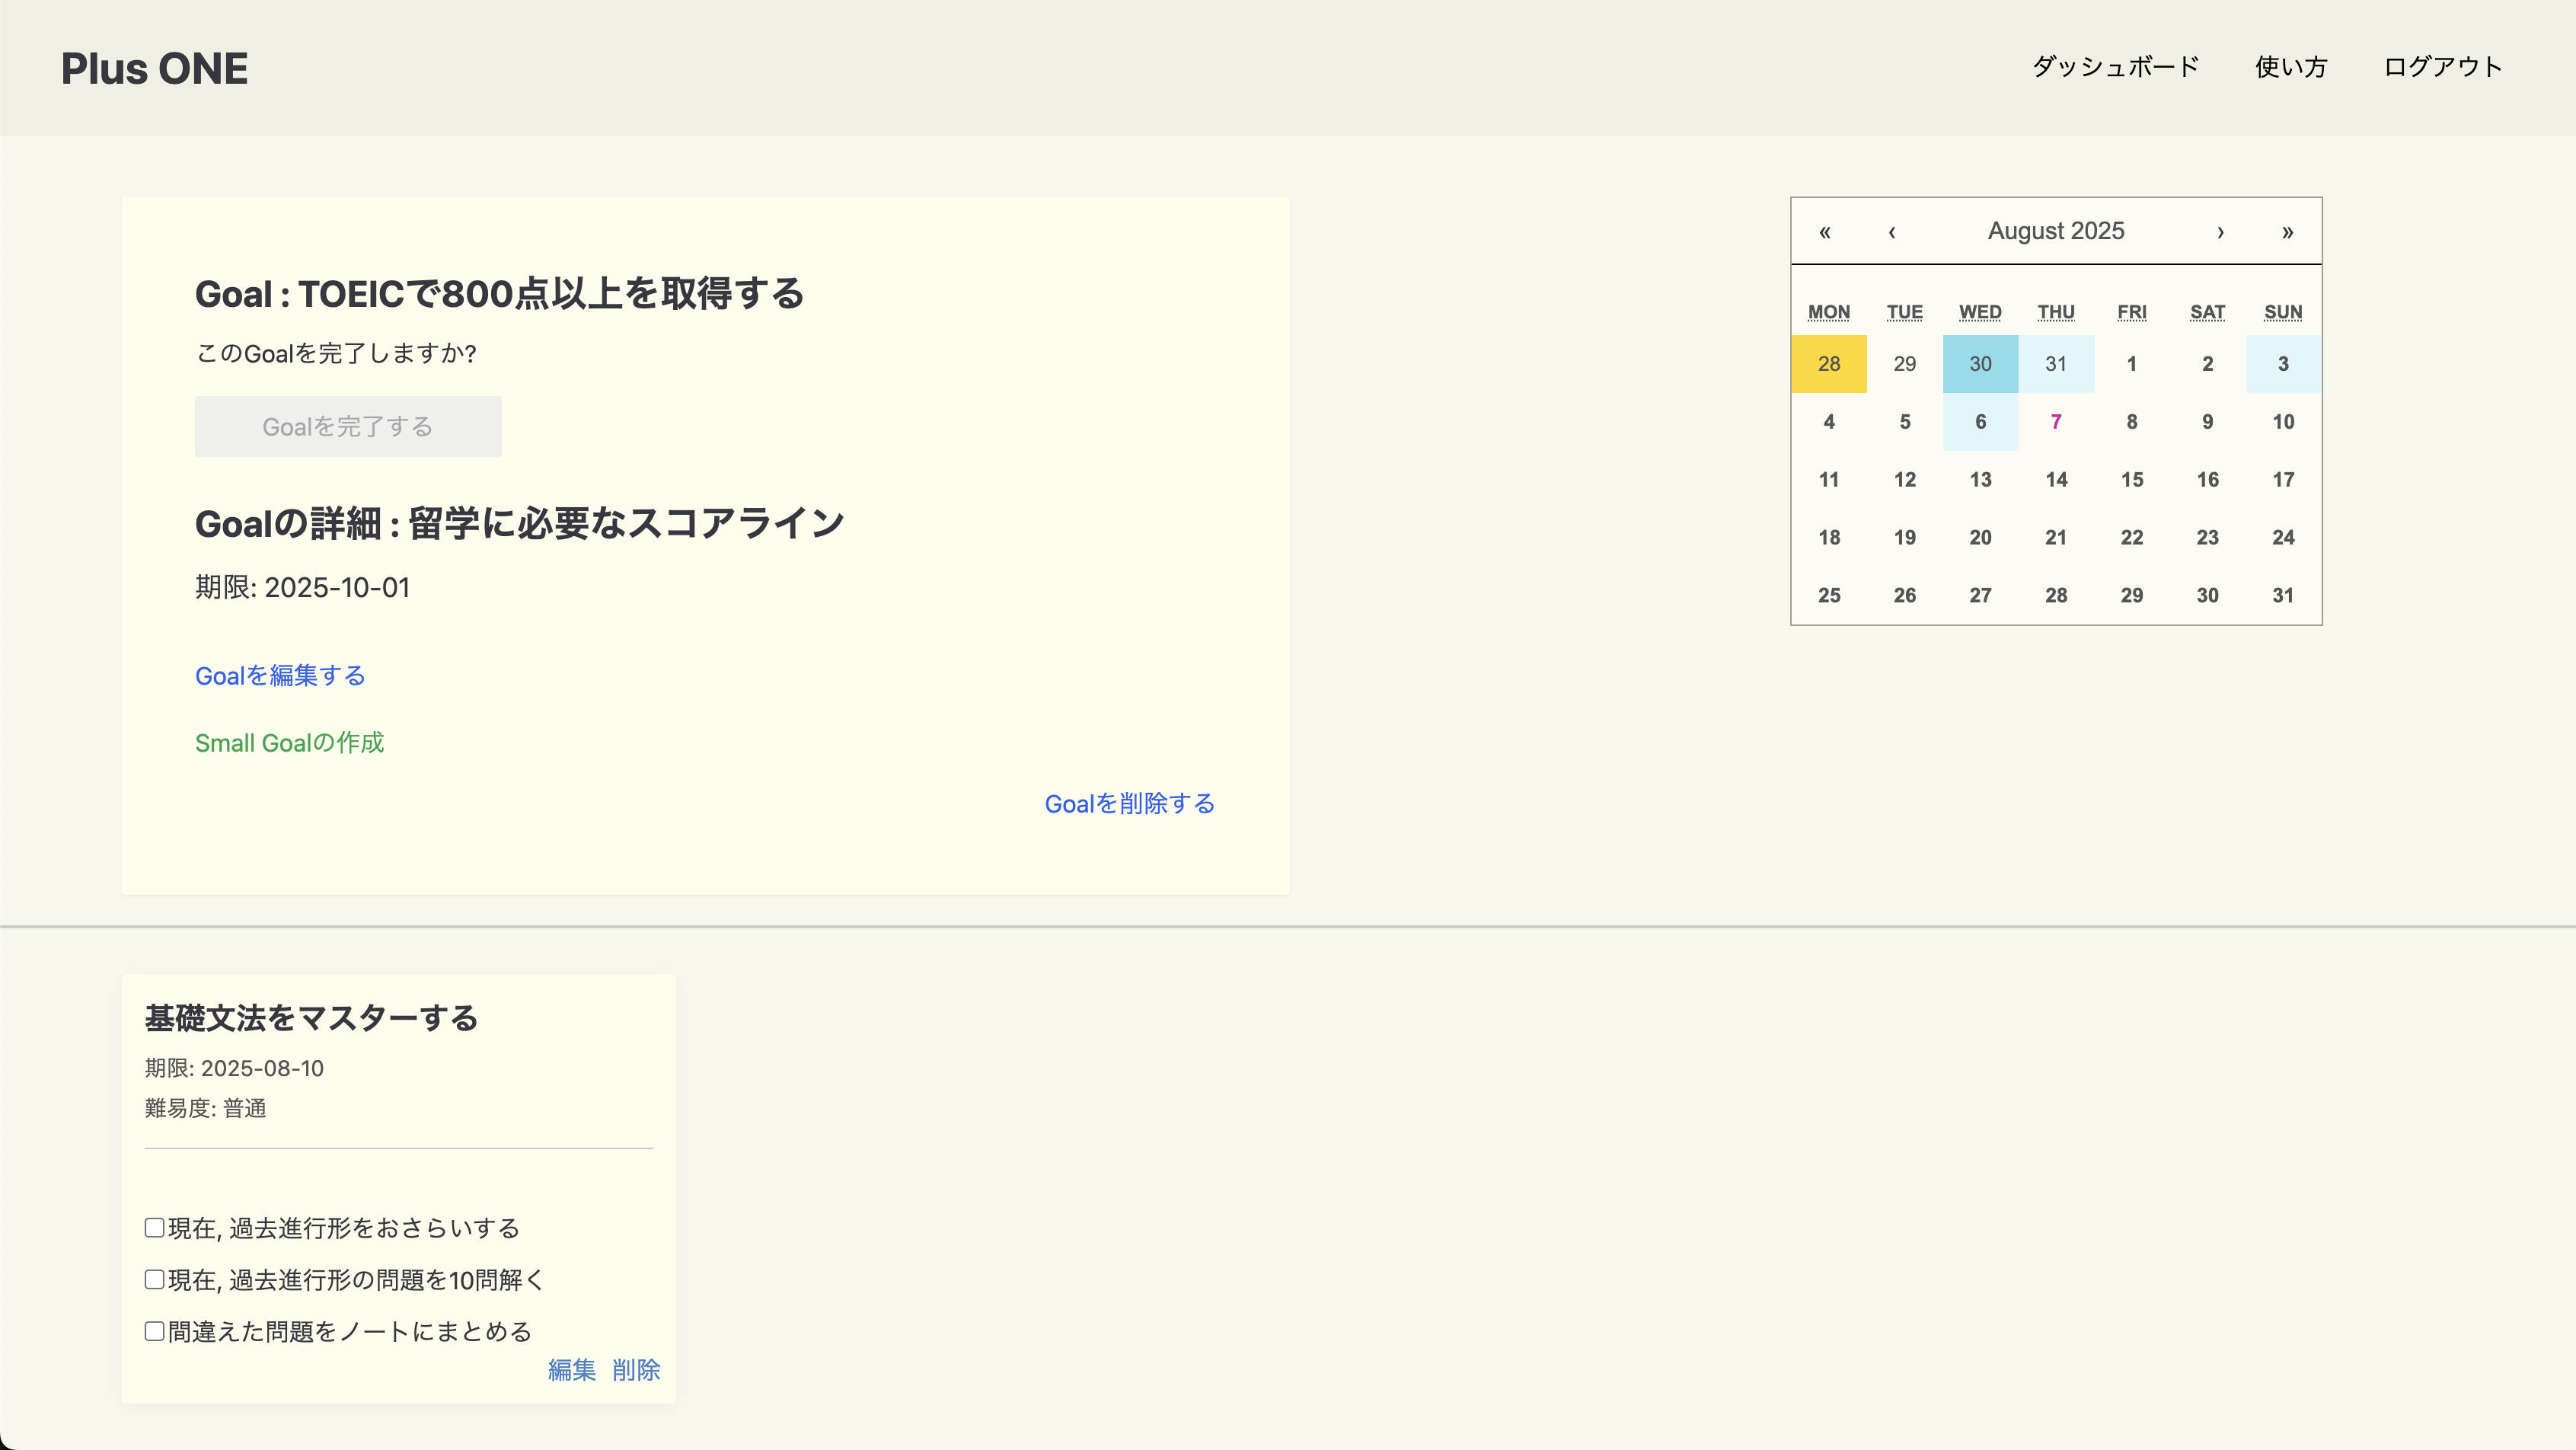 Plus ONE
ダッシュボード 使い方 ログアウト
Goal : TOEICで800点以上を取得する
このGoalを完了しますか?
Goalを完了する
Goalの詳細 : 留学に必要なスコアライン
期限: 2025-10-01
Goalを編集する
Small Goalの作成
Goalを削除する
« ‹ August 2025 › »
MON TUE WED THU FRI SAT SUN
28 29 30 31 1 2 3
4 5 6 7 8 9 10
11 12 13 14 15 16 17
18 19 20 21 22 23 24
25 26 27 28 29 30 31
基礎文法をマスターする
期限: 2025-08-10
難易度: 普通
現在, 過去進行形をおさらいする
現在, 過去進行形の問題を10問解く
間違えた問題をノートにまとめる
編集 削除